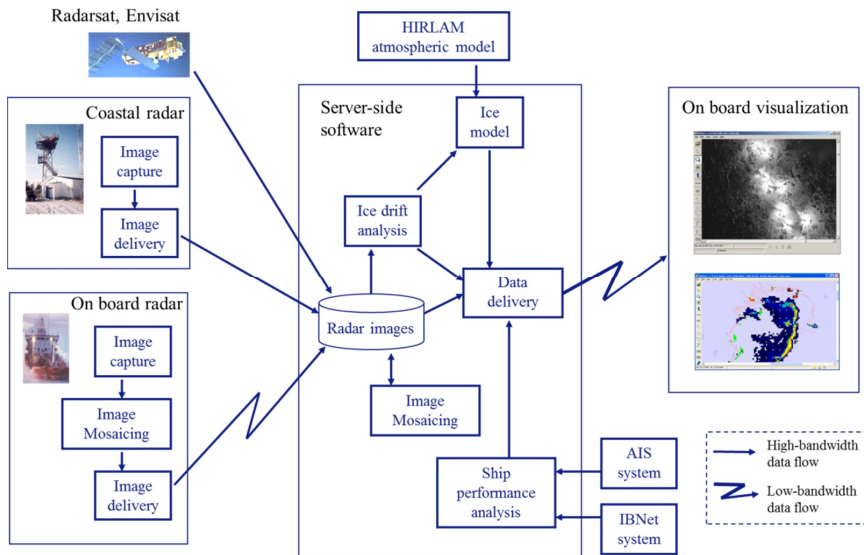 Radarsat, Envisat
HIRLAM
atmospheric model
Coastal radar
Image
capture
Image
delivery
On board radar
Image
capture
Image
Mosaicing
Image
delivery
Server-side
software
Ice
model
Ice drift
analysis
Data
delivery
Radar images
Image
Mosaicing
Ship
performance
analysis
AIS
system
IBNet
system
On board visualization
High-bandwidth
data flow
Low-bandwidth
data flow